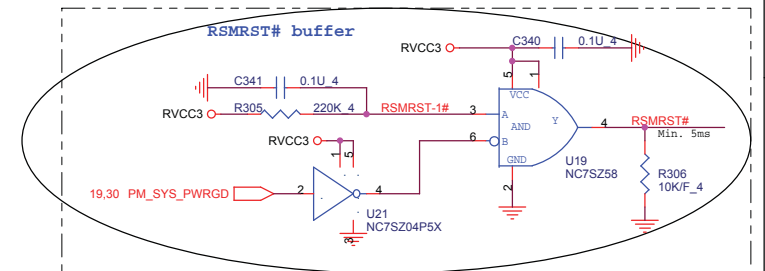 RSMRST# buffer
RVCC3
C340
0.1U_4
C341
0.1U_4
5
1
VCC
RVCC3
R305
220K_4
RSMRST-1#
3
A
AND
Y
4
RSMRST#
Min. 5ms
RVCC3
6
B
1
5
GND
U19
NC7SZ58
R306
10K/F_4
2
19,30 PM_SYS_PWRGD
2
4
U21
NC7SZ04P5X
3